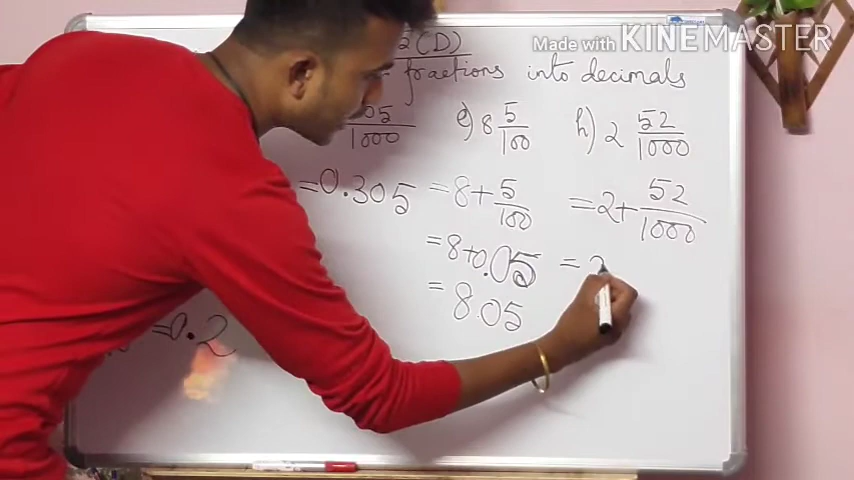 Made with KINEMASTER
2(D)
fractions into decimals
05/1000 e) 8 5/100 h) 2 52/1000
=0.305 =8+5/100 =2+52/1000
=8+0.05 =2
=8.05
=0.2